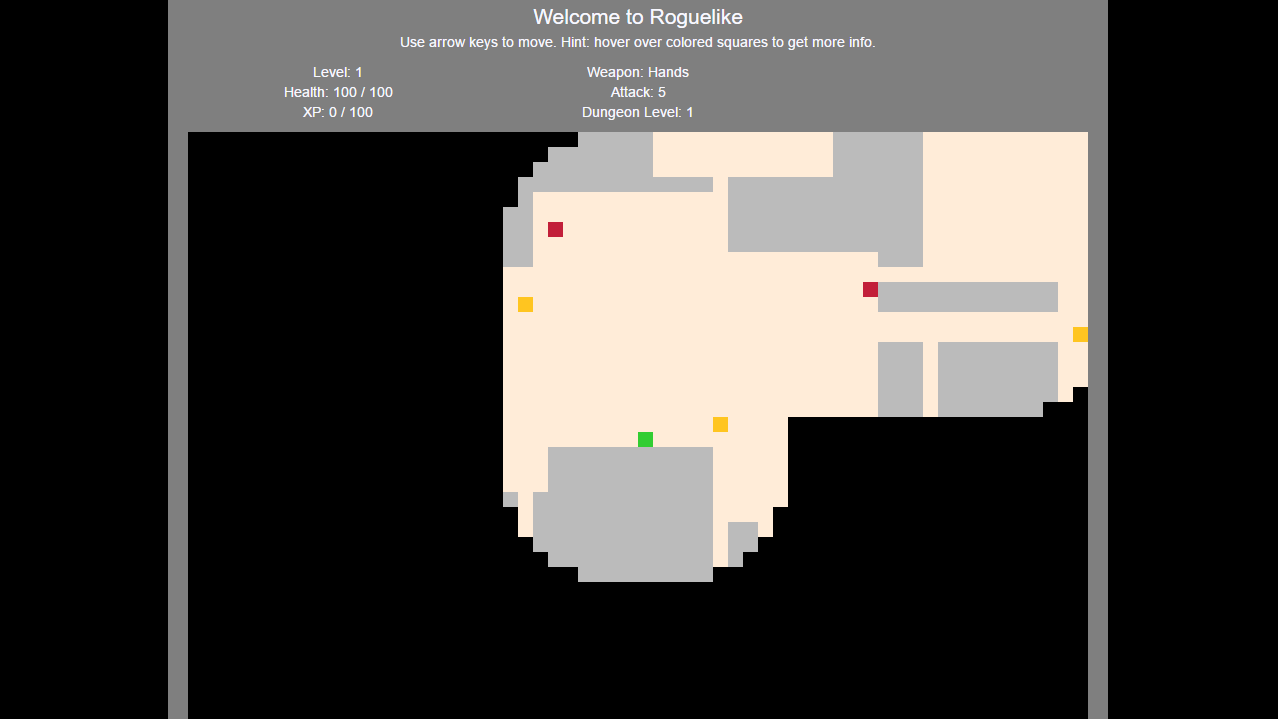 Welcome to Roguelike
Use arrow keys to move. Hint: hover over colored squares to get more info.
Level: 1
Health: 100 / 100
XP: 0 / 100
Weapon: Hands
Attack: 5
Dungeon Level: 1